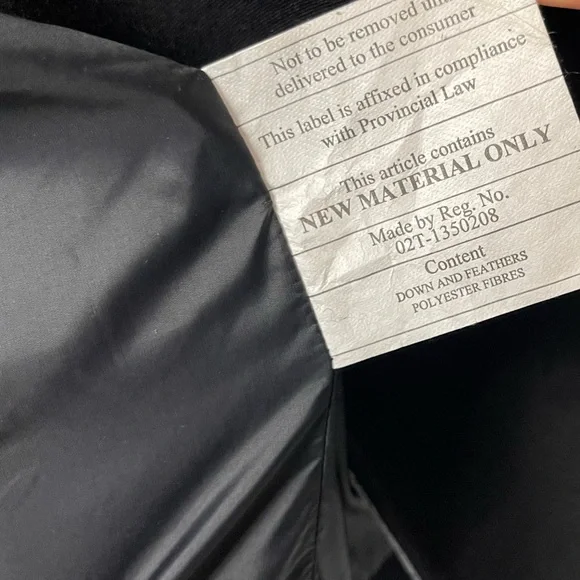 Not to be removed until
delivered to the consumer
This label is affixed in compliance
with Provincial Law
This article contains
NEW MATERIAL ONLY
Made by Reg. No.
02T-1350208
Content
DOWN AND FEATHERS
POLYESTER FIBRES